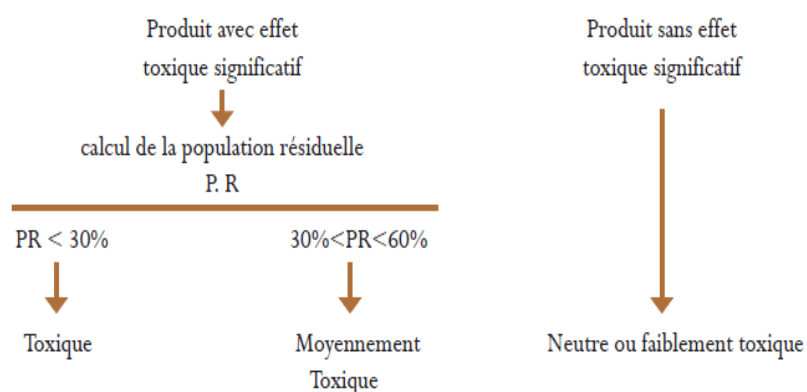 Produit avec effet
toxique significatif
calcul de la population résiduelle
P. R
PR < 30%
30%<PR<60%
Toxique
Moyennement
Toxique
Produit sans effet
toxique significatif
Neutre ou faiblement toxique